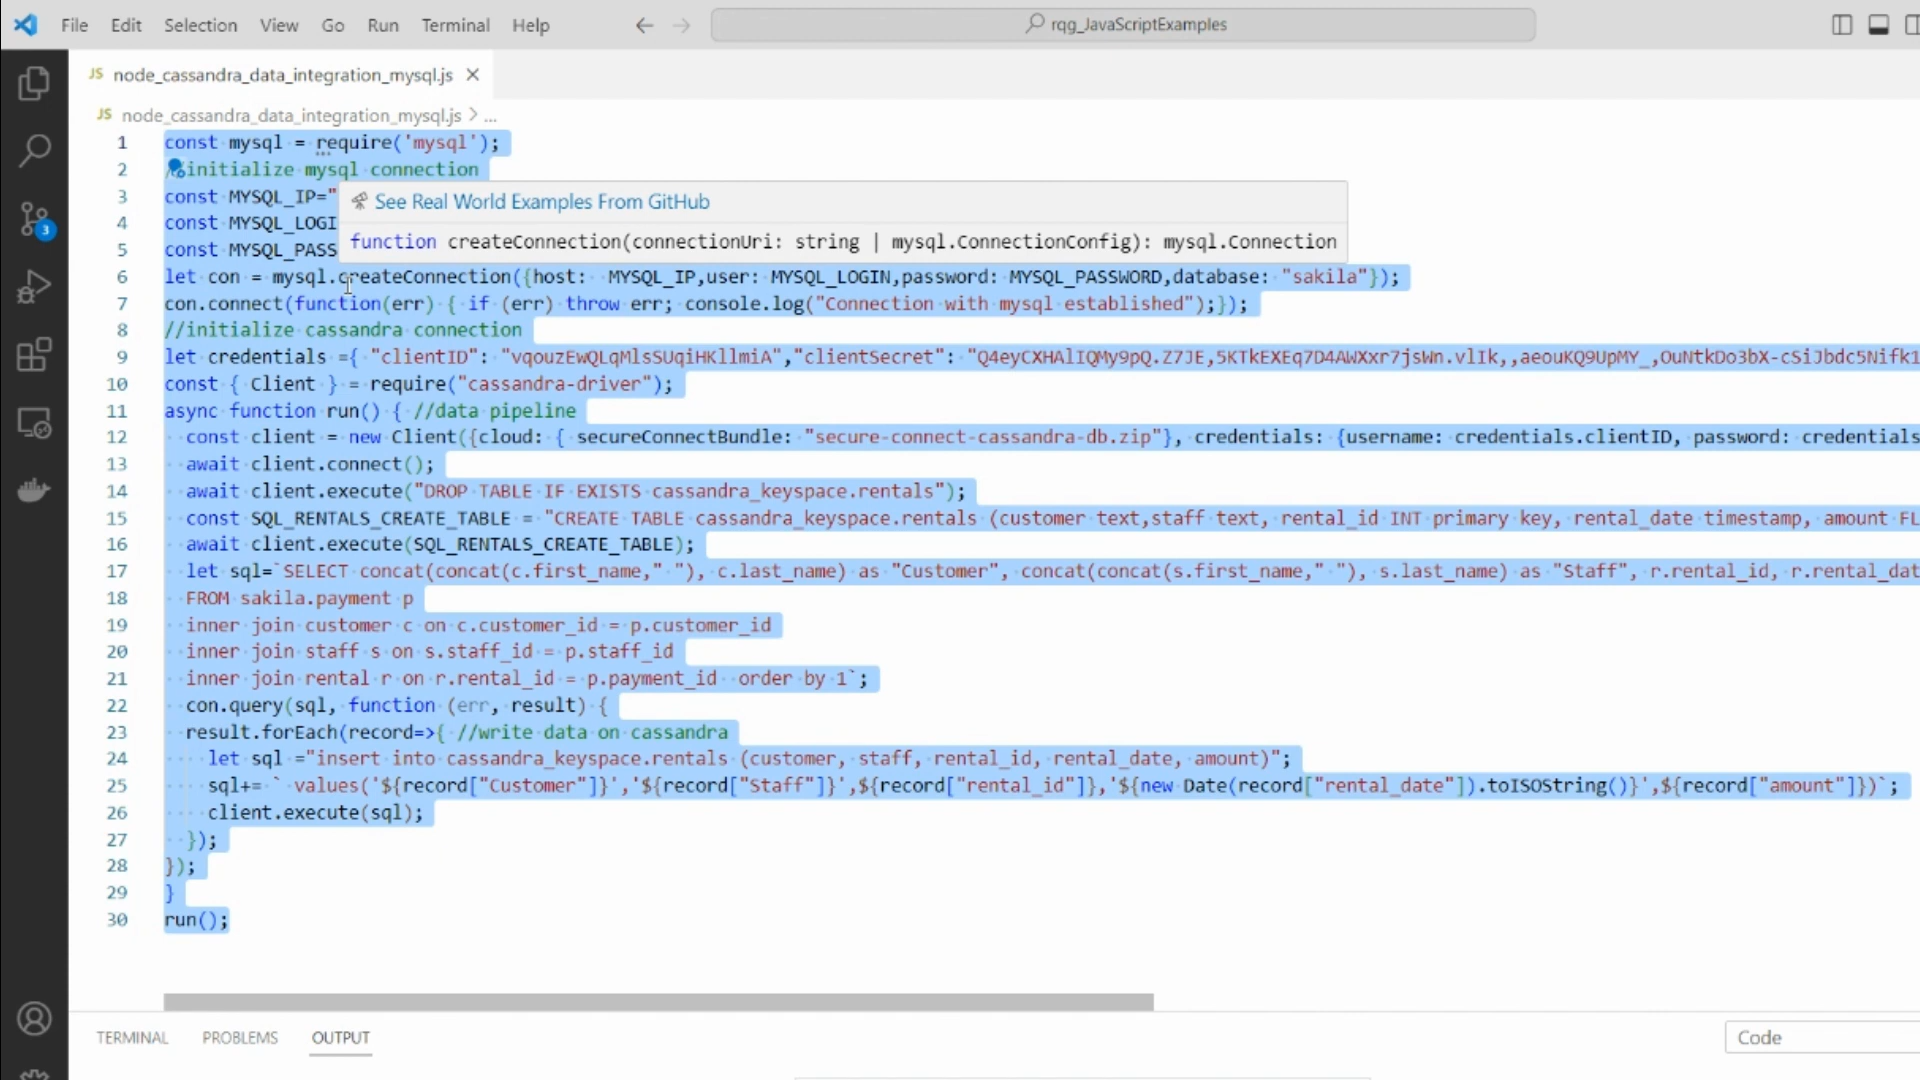 File Edit Selection View Go Run Terminal Help rqg_JavaScriptExamples
JS node_cassandra_data_integration_mysql.js
JS node_cassandra_data_integration_mysql.js > ...
1 const mysql = require('mysql');
2 initialize mysql connection
3 const MYSQL_IP="
See Real World Examples From GitHub
4 const MYSQL_LOGI
function createConnection(connectionUri: string | mysql.ConnectionConfig): mysql.Connection
5 const MYSQL_PASS
6 let con = mysql.createConnection({host:  MYSQL_IP,user: MYSQL_LOGIN,password: MYSQL_PASSWORD,database: "sakila"});
7 con.connect(function(err) { if (err) throw err; console.log("Connection with mysql established");});
8 //initialize cassandra connection
9 let credentials ={ "clientID": "vqouzEwQLqMlsSUqiHKllmiA","clientSecret": "Q4eyCXHAlIQMy9pQ.Z7JE,5KTkEXEq7D4AWXxr7jsWn.vlIk,,aeouKQ9UpMY_,OuNtkDo3bX-cSiJbdc5Nifk1
10 const { Client } = require("cassandra-driver");
11 async function run() { //data pipeline
12 const client = new Client({cloud: { secureConnectBundle: "secure-connect-cassandra-db.zip"}, credentials: {username: credentials.clientID, password: credentials
13 await client.connect();
14 await client.execute("DROP TABLE IF EXISTS cassandra_keyspace.rentals");
15 const SQL_RENTALS_CREATE_TABLE = "CREATE TABLE cassandra_keyspace.rentals (customer text,staff text, rental_id INT primary key, rental_date timestamp, amount FL
16 await client.execute(SQL_RENTALS_CREATE_TABLE);
17 let sql=`SELECT concat(concat(c.first_name," "), c.last_name) as "Customer", concat(concat(s.first_name," "), s.last_name) as "Staff", r.rental_id, r.rental_dat
18 FROM sakila.payment p
19 inner join customer c on c.customer_id = p.customer_id
20 inner join staff s on s.staff_id = p.staff_id
21 inner join rental r on r.rental_id = p.payment_id  order by 1`;
22 con.query(sql, function (err, result) {
23 result.forEach(record=>{ //write data on cassandra
24 let sql ="insert into cassandra_keyspace.rentals (customer, staff, rental_id, rental_date, amount)";
25 sql+= ` values('${record["Customer"]}','${record["Staff"]}',${record["rental_id"]},'${new Date(record["rental_date"]).toISOString()}',${record["amount"]})`;
26 client.execute(sql);
27 });
28 });
29 }
30 run();
3
TERMINAL PROBLEMS OUTPUT Code